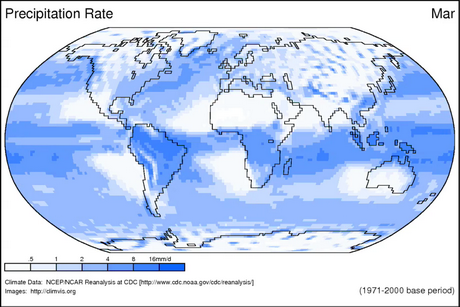 Precipitation Rate
Mar
.5 1 2 4 8 16mm/d
Climate Data: NCEP/NCAR Reanalysis at CDC [http://www.cdc.noaa.gov/cdc/reanalysis/]
Images: http://climvis.org
(1971-2000 base period)